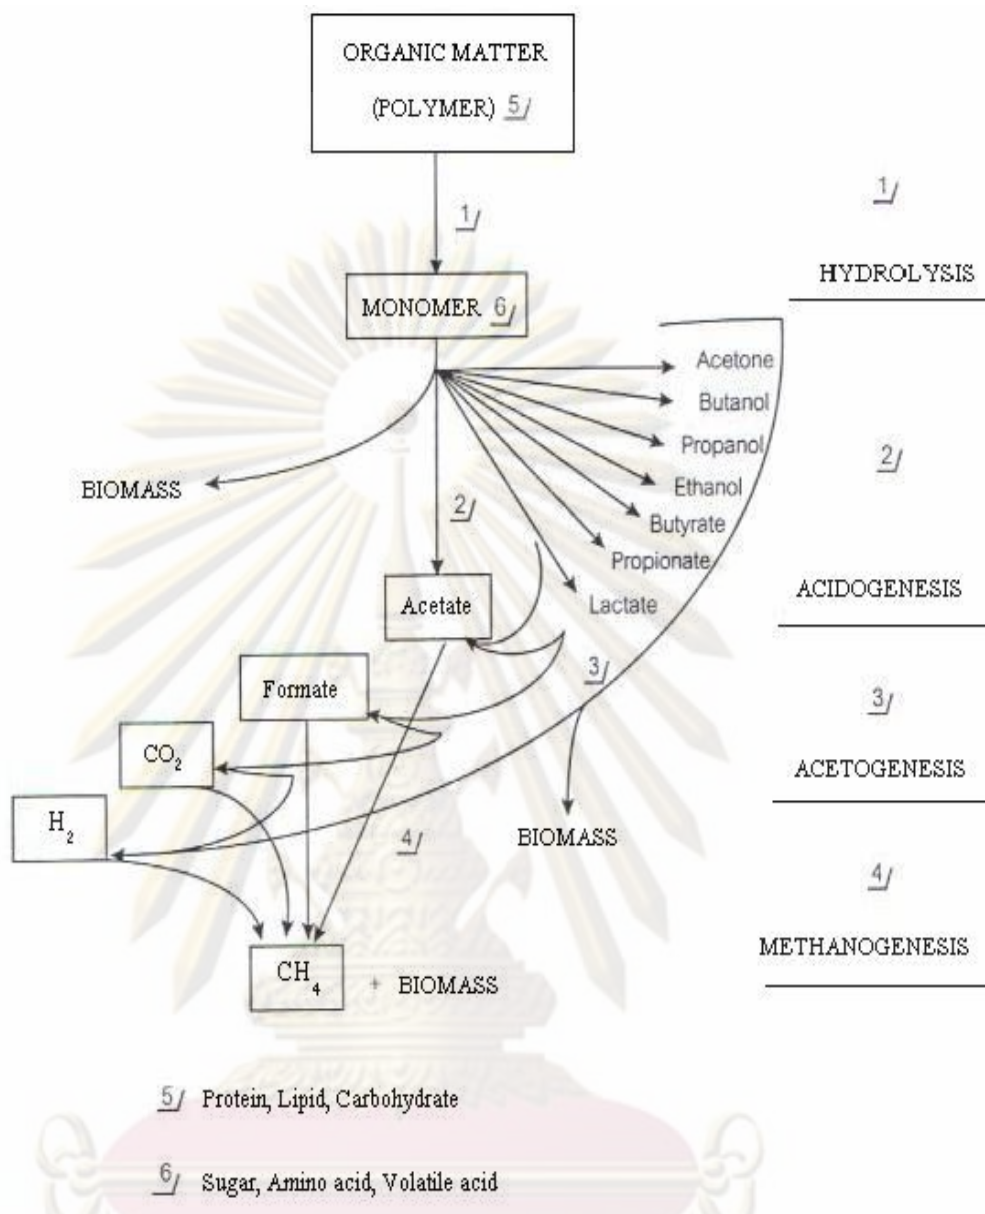 ORGANIC MATTER
(POLYMER) 5/
1/
1/
HYDROLYSIS
MONOMER 6/
Acetone
Butanol
Propanol
Ethanol
Butyrate
Propionate
Lactate
2/
BIOMASS
2/
ACIDOGENESIS
Acetate
3/
Formate
3/
CO₂
ACETOGENESIS
H₂
4/
BIOMASS
4/
METHANOGENESIS
CH₄ + BIOMASS
5/ Protein, Lipid, Carbohydrate
6/ Sugar, Amino acid, Volatile acid